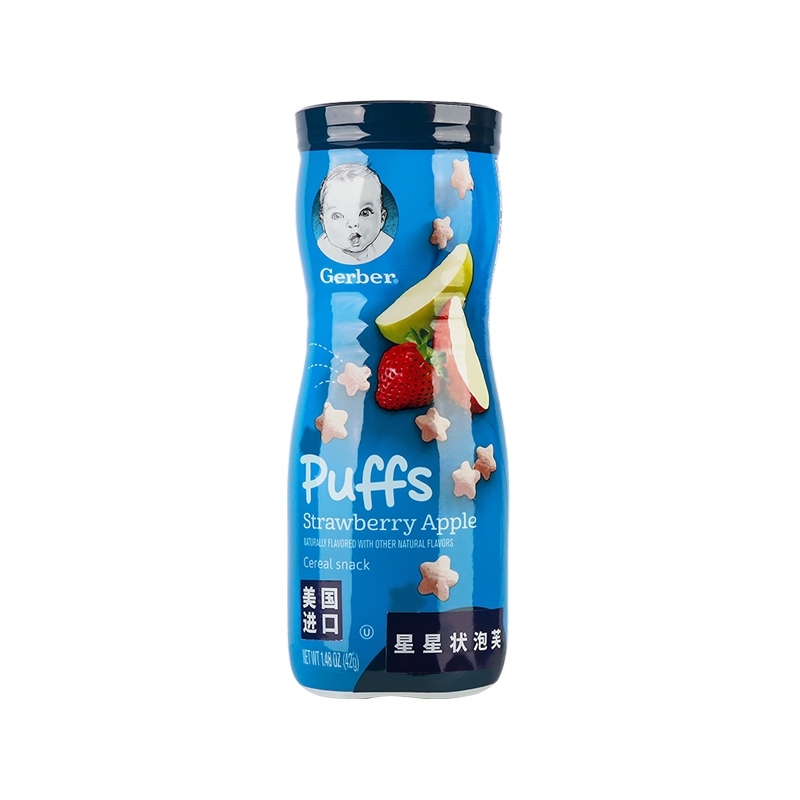 Gerber®
Puffs
Strawberry Apple
NATURALLY FLAVORED WITH OTHER NATURAL FLAVORS
Cereal snack
美国
进口
U
星星状泡芙
NET WT 1.48 OZ (42g)